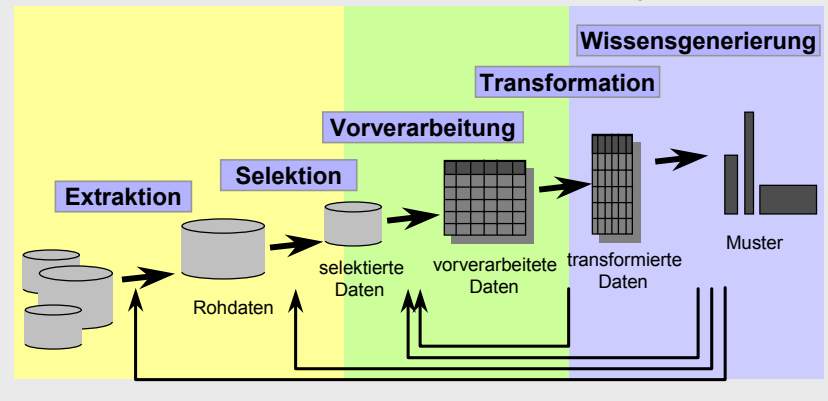 Wissensgenerierung
Transformation
Vorverarbeitung
Selektion
Extraktion
Rohdaten
selektierte
Daten
vorverarbeitete
Daten
transformierte
Daten
Muster